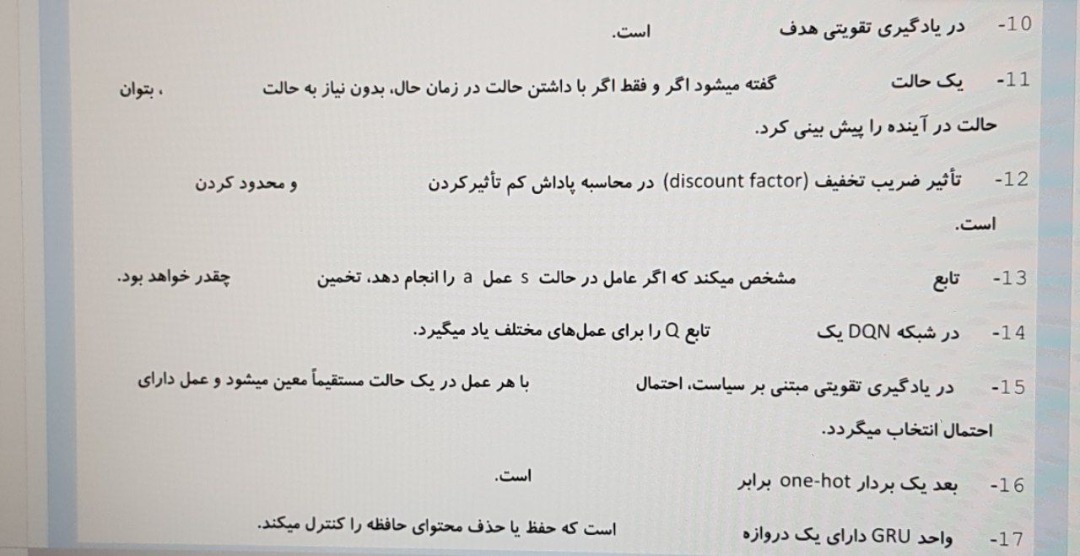 10- در یادگیری تقویتی هدف است.
11- یک حالت گفته میشود اگر و فقط اگر با داشتن حالت در زمان حال، بدون نیاز به حالت ، بتوان
حالت در آینده را پیش بینی کرد.
12- تأثیر ضریب تخفیف (discount factor) در محاسبه پاداش کم تأثیرکردن و محدود کردن
است.
13- تابع مشخص میکند که اگر عامل در حالت s عمل a را انجام دهد، تخمین چقدر خواهد بود.
14- در شبکه DQN یک تابع Q را برای عمل‌های مختلف یاد میگیرد.
15- در یادگیری تقویتی مبتنی بر سیاست، احتمال با هر عمل در یک حالت مستقیماً معین میشود و عمل دارای
احتمال انتخاب میگردد.
16- بعد یک بردار one-hot برابر است.
17- واحد GRU دارای یک دروازه است که حفظ یا حذف محتوای حافظه را کنترل میکند.